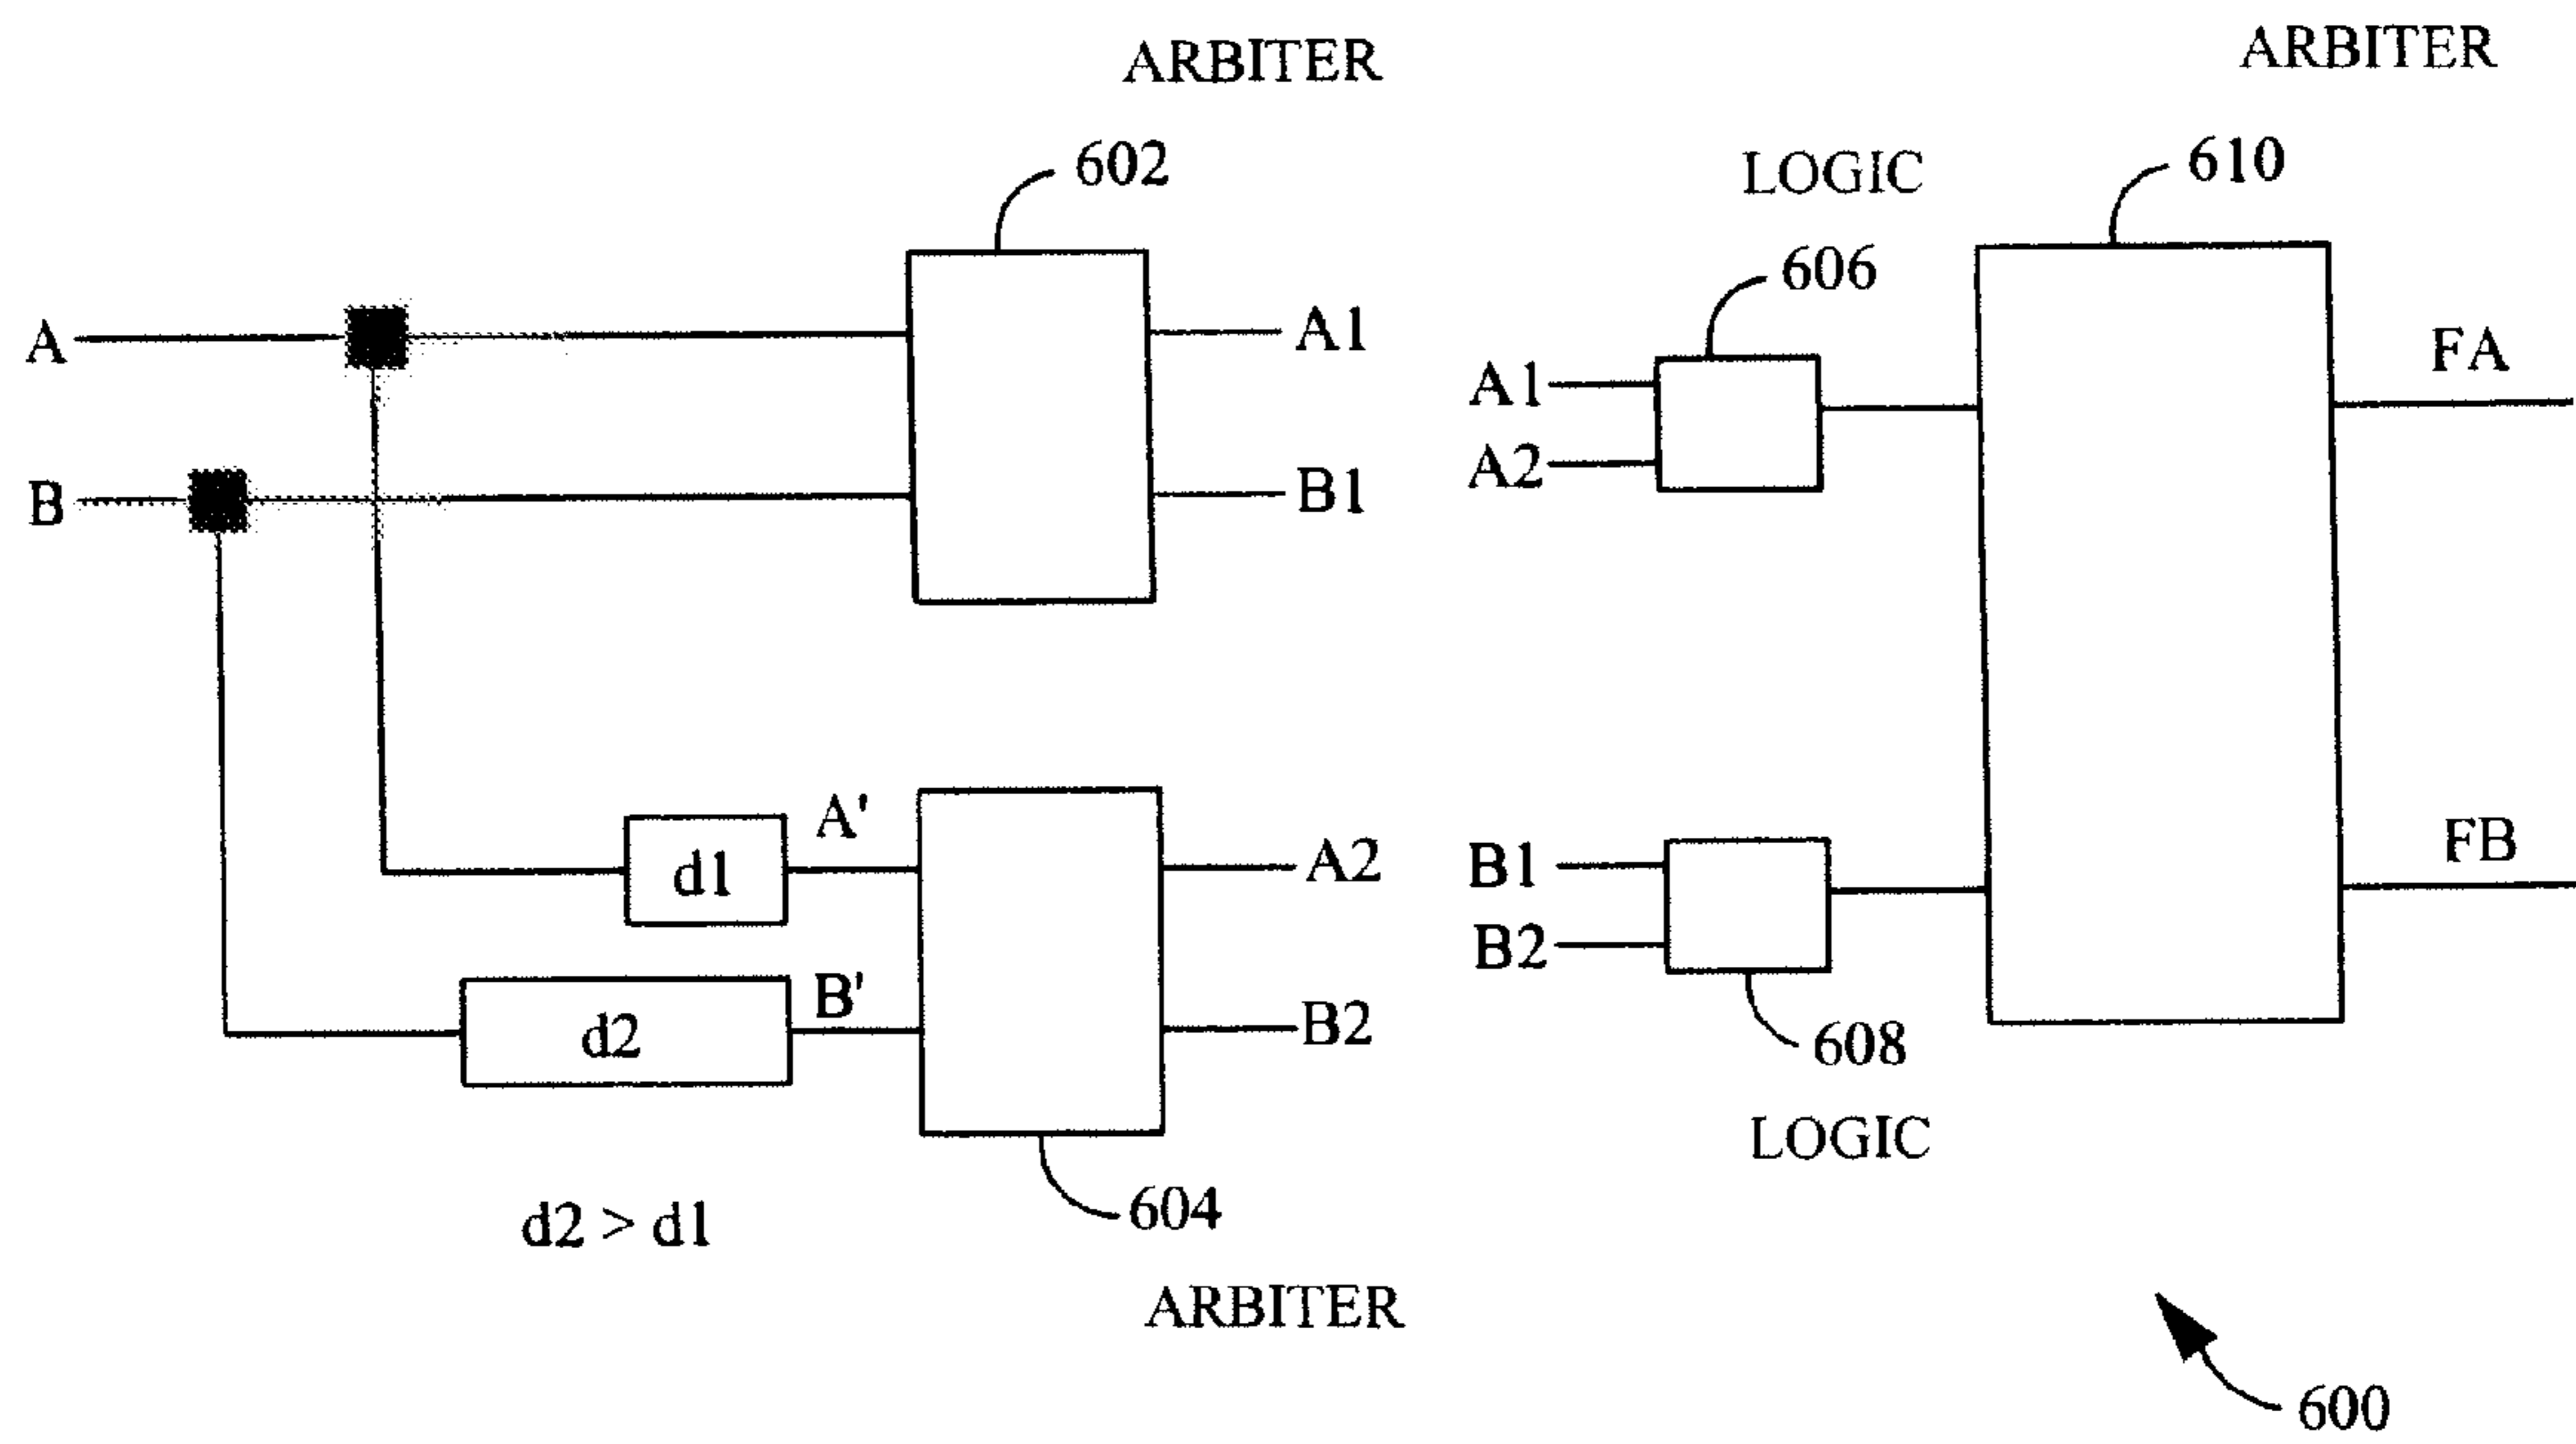 ARBITER
ARBITER
602
LOGIC
610
606
A
A1
FA
A1
B
B1
A2
A'
d1
A2
B1
FB
B2
B'
d2
B2
608
LOGIC
d2 > d1
604
ARBITER
600